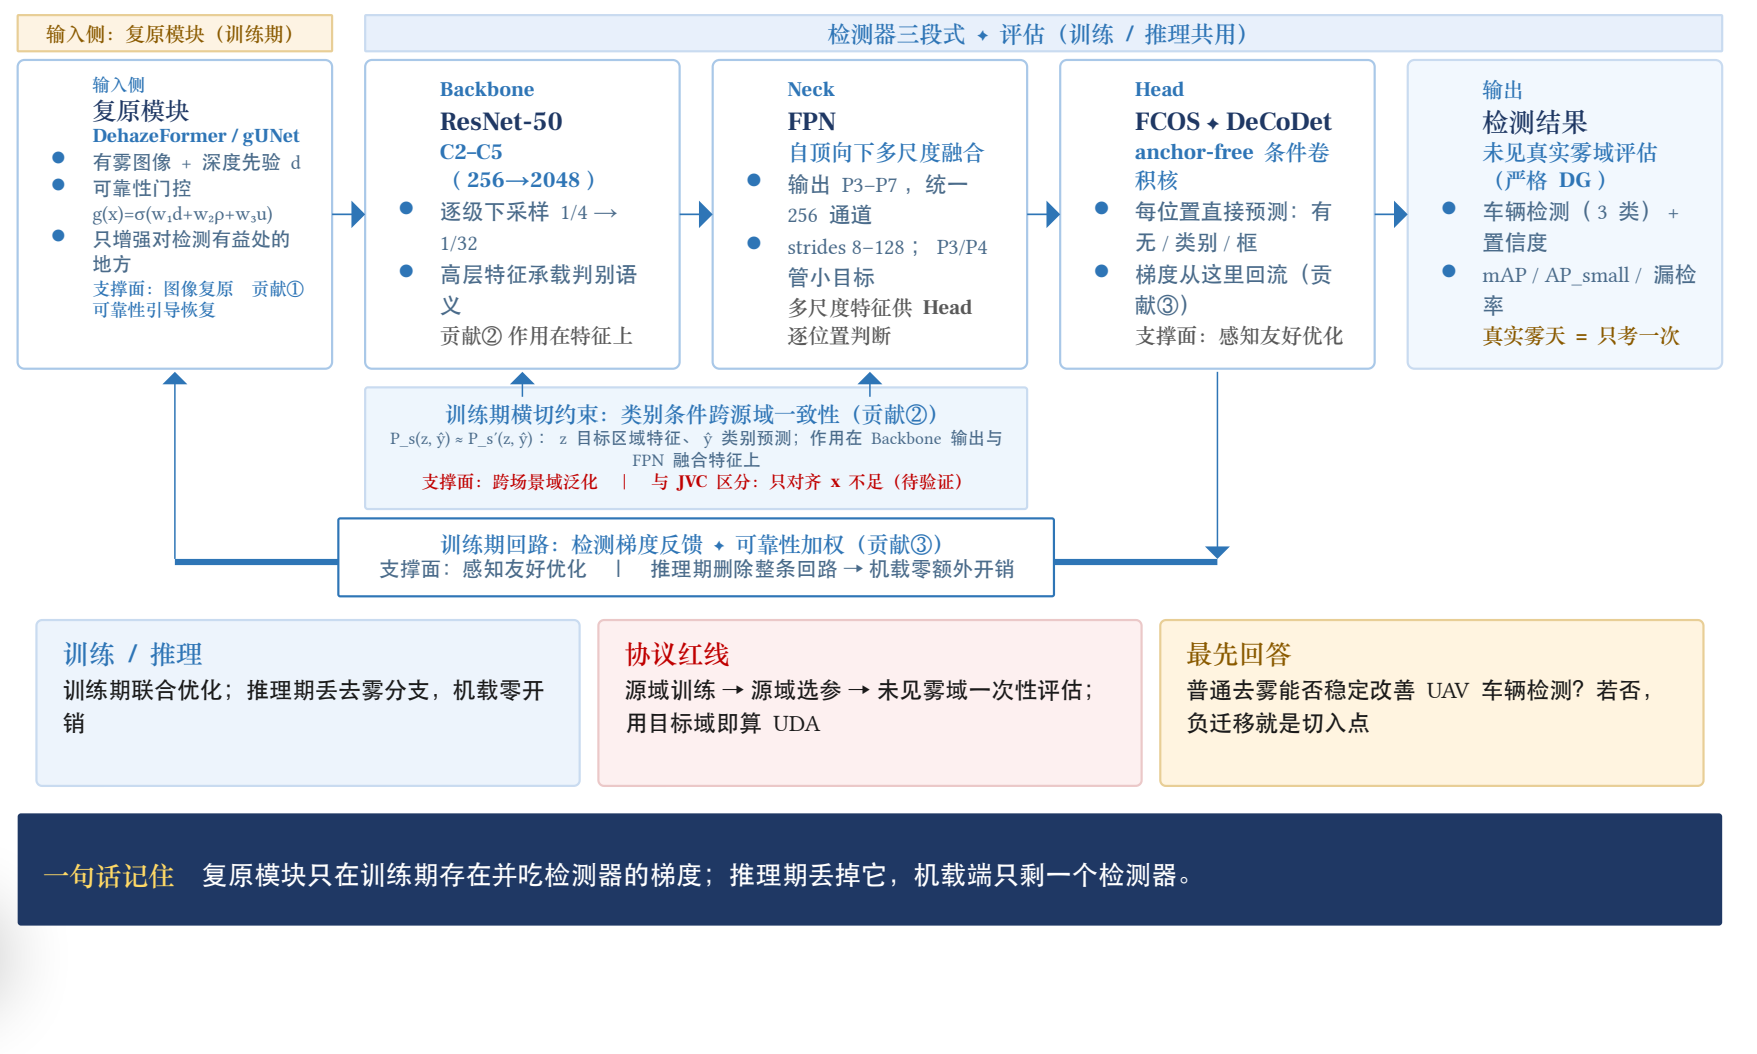 输入侧：复原模块（训练期）
检测器三段式 ✦ 评估（训练 / 推理共用）
输入侧
复原模块
DehazeFormer / gUNet
● 有雾图像 + 深度先验 d
● 可靠性门控
g(x)=σ(w₁d+w₂ρ+w₃u)
● 只增强对检测有益处的
地方
支撑面：图像复原 贡献①
可靠性引导恢复
Backbone
ResNet-50
C2–C5
（256→2048）
● 逐级下采样 1/4 →
1/32
● 高层特征承载判别语
义
贡献② 作用在特征上
Neck
FPN
自顶向下多尺度融合
● 输出 P3–P7，统一
256 通道
● strides 8–128； P3/P4
管小目标
多尺度特征供 Head
逐位置判断
Head
FCOS ✦ DeCoDet
anchor-free 条件卷
积核
● 每位置直接预测：有
无 / 类别 / 框
● 梯度从这里回流（贡
献③）
支撑面：感知友好优化
输出
检测结果
未见真实雾域评估
（严格 DG）
● 车辆检测（3 类） +
置信度
● mAP / AP_small / 漏检
率
真实雾天 = 只考一次
训练期横切约束：类别条件跨源域一致性（贡献②）
P_s(z, ŷ) ≈ P_s′(z, ŷ)： z 目标区域特征、 ŷ 类别预测；作用在 Backbone 输出与
FPN 融合特征上
支撑面：跨场景域泛化 | 与 JVC 区分：只对齐 x 不足（待验证）
训练期回路：检测梯度反馈 ✦ 可靠性加权（贡献③）
支撑面：感知友好优化 | 推理期删除整条回路 → 机载零额外开销
训练 / 推理
训练期联合优化；推理期丢去雾分支，机载零开
销
协议红线
源域训练 → 源域选参 → 未见雾域一次性评估；
用目标域即算 UDA
最先回答
普通去雾能否稳定改善 UAV 车辆检测？若否，
负迁移就是切入点
一句话记住 复原模块只在训练期存在并吃检测器的梯度；推理期丢掉它，机载端只剩一个检测器。